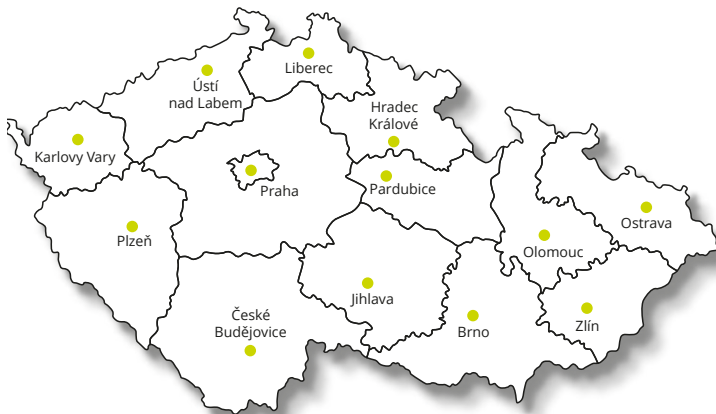 Liberec
Ústí
nad Labem
Hradec
Králové
Karlovy Vary
Praha
Pardubice
Plzeň
Ostrava
Olomouc
Jihlava
České
Budějovice
Brno
Zlín